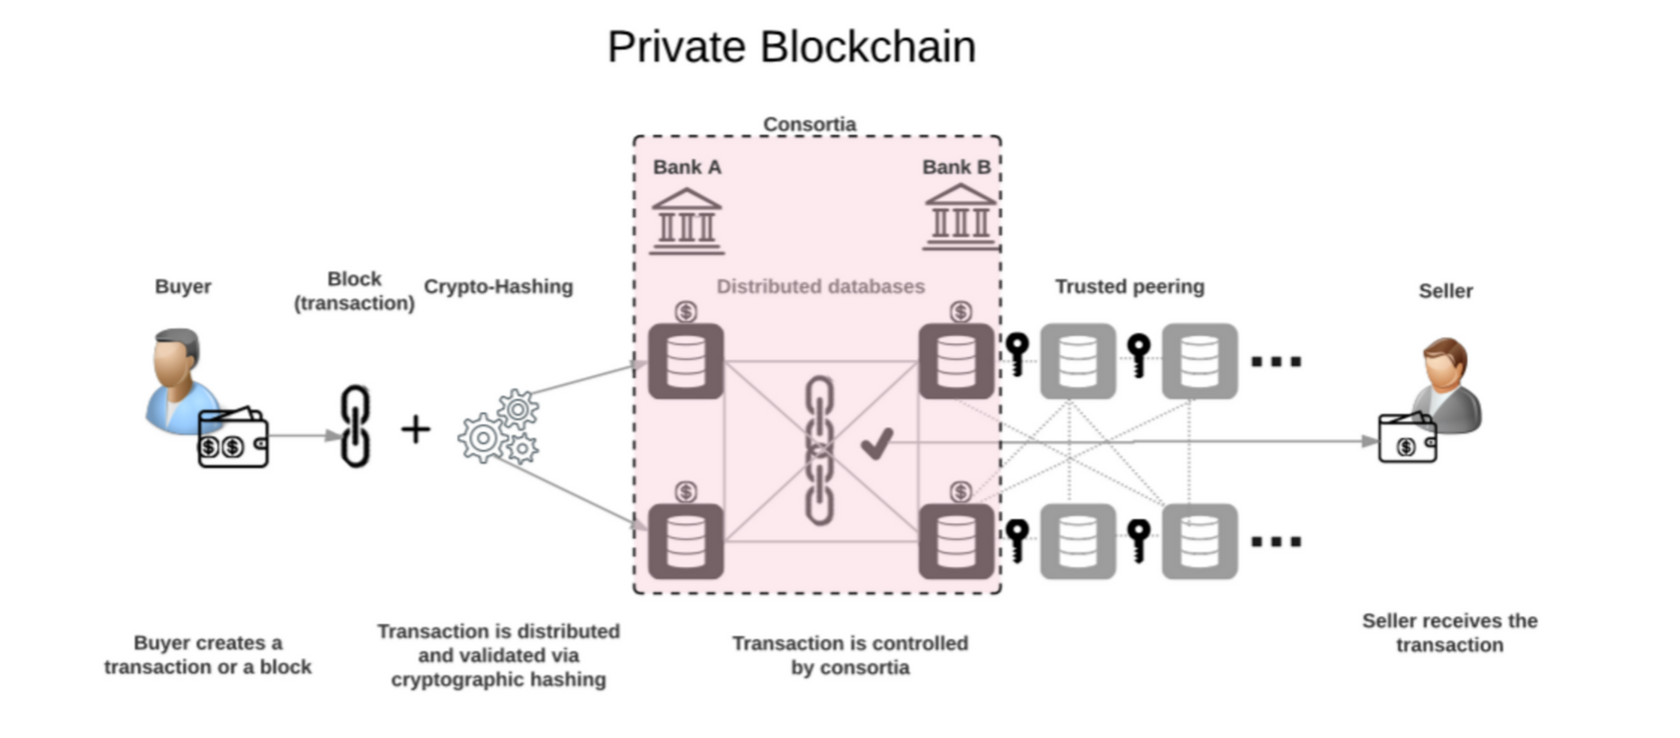 Private Blockchain
Consortia
Bank A
Bank B
Buyer
Block
(transaction)
Crypto-Hashing
Distributed databases
Trusted peering
Seller
Buyer creates a
transaction or a block
Transaction is distributed
and validated via
cryptographic hashing
Transaction is controlled
by consortia
Seller receives the
transaction